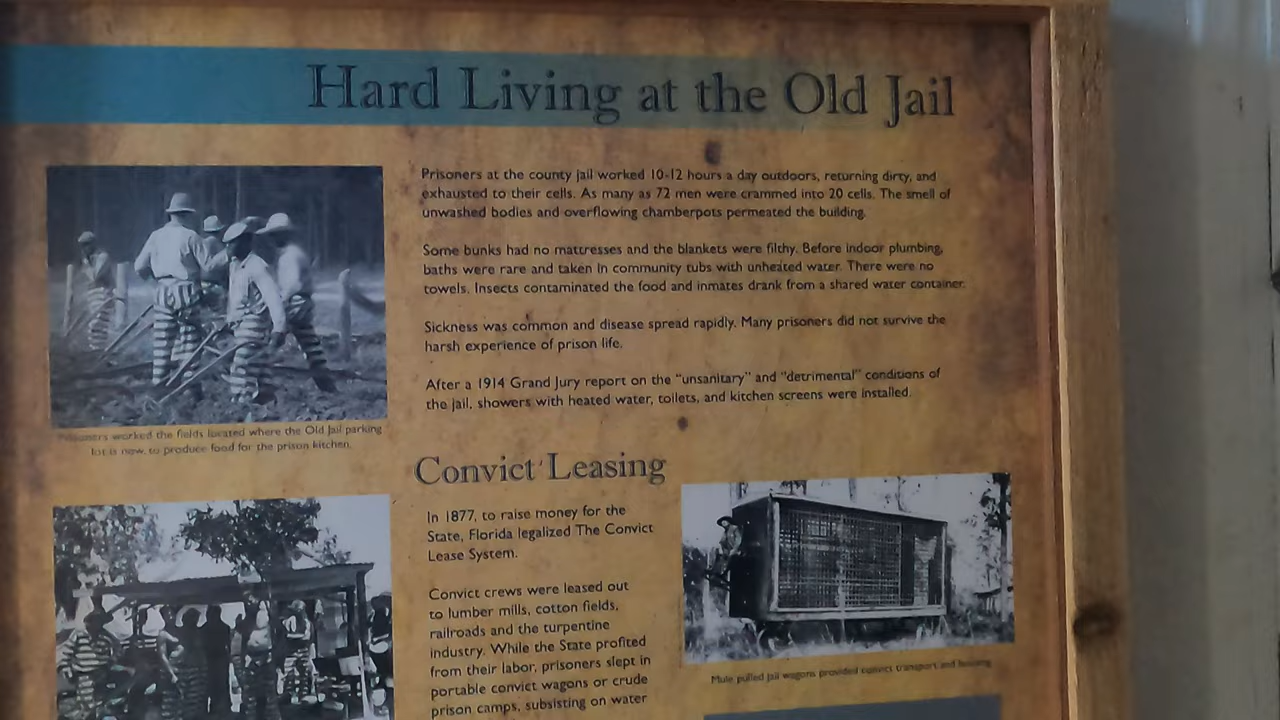 Hard Living at the Old Jail
Prisoners at the county jail worked 10-12 hours a day outdoors, returning dirty, and
exhausted to their cells. As many as 72 men were crammed into 20 cells. The smell of
unwashed bodies and overflowing chamberpots permeated the building.
Some bunks had no mattresses and the blankets were filthy. Before indoor plumbing,
baths were rare and taken in community tubs with unheated water. There were no
towels. Insects contaminated the food and inmates drank from a shared water container.
Sickness was common and disease spread rapidly. Many prisoners did not survive the
harsh experience of prison life.
After a 1914 Grand Jury report on the "unsanitary" and "detrimental" conditions of
the jail, showers with heated water, toilets, and kitchen screens were installed.
Prisoners worked the fields located where the Old Jail parking
lot is now, to produce food for the prison kitchen.
Convict Leasing
In 1877, to raise money for the
State, Florida legalized The Convict
Lease System.
Convict crews were leased out
to lumber mills, cotton fields,
railroads and the turpentine
industry. While the State profited
from their labor, prisoners slept in
portable convict wagons or crude
prison camps, subsisting on water
Mule pulled jail wagons provided convict transport and housing.